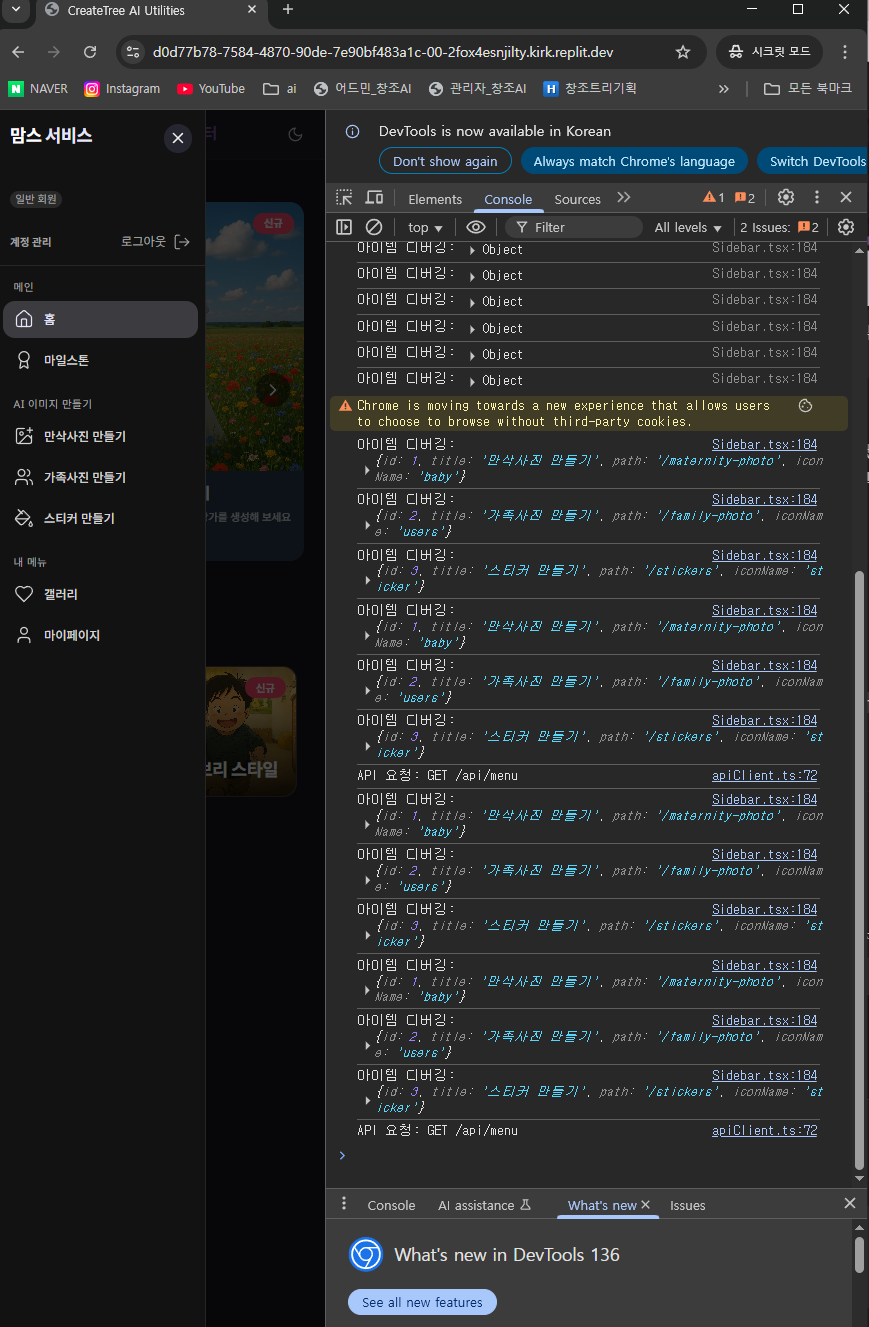 CreateTree AI Utilities
d0d77b78-7584-4870-90de-7e90bf483a1c-00-2fox4esnjilty.kirk.replit.dev
시크릿 모드
NAVER
Instagram
YouTube
ai
어드민_창조AI
관리자_창조AI
창조트리기획
모든 북마크
맘스 서비스
터
일반 회원
계정 관리
로그아웃
메인
홈
마일스톤
AI 이미지 만들기
만삭사진 만들기
가족사진 만들기
스티커 만들기
내 메뉴
갤러리
마이페이지
신규
기
가를 생성해 보세요
신규
브리 스타일
DevTools is now available in Korean
Don't show again
Always match Chrome's language
Switch DevTools
Elements
Console
Sources
1
2
top
Filter
All levels
2 Issues:
2
아이템 디버깅: Object Sidebar.tsx:184
아이템 디버깅: Object Sidebar.tsx:184
아이템 디버깅: Object Sidebar.tsx:184
아이템 디버깅: Object Sidebar.tsx:184
아이템 디버깅: Object Sidebar.tsx:184
아이템 디버깅: Object Sidebar.tsx:184
Chrome is moving towards a new experience that allows users
to choose to browse without third-party cookies.
아이템 디버깅: Sidebar.tsx:184
{id: 1, title: '만삭사진 만들기', path: '/maternity-photo', icon
Name: 'baby'}
아이템 디버깅: Sidebar.tsx:184
{id: 2, title: '가족사진 만들기', path: '/family-photo', iconNam
e: 'users'}
아이템 디버깅: Sidebar.tsx:184
{id: 3, title: '스티커 만들기', path: '/stickers', iconName: 'st
icker'}
아이템 디버깅: Sidebar.tsx:184
{id: 1, title: '만삭사진 만들기', path: '/maternity-photo', icon
Name: 'baby'}
아이템 디버깅: Sidebar.tsx:184
{id: 2, title: '가족사진 만들기', path: '/family-photo', iconNam
e: 'users'}
아이템 디버깅: Sidebar.tsx:184
{id: 3, title: '스티커 만들기', path: '/stickers', iconName: 'st
icker'}
API 요청: GET /api/menu apiClient.ts:72
아이템 디버깅: Sidebar.tsx:184
{id: 1, title: '만삭사진 만들기', path: '/maternity-photo', icon
Name: 'baby'}
아이템 디버깅: Sidebar.tsx:184
{id: 2, title: '가족사진 만들기', path: '/family-photo', iconNam
e: 'users'}
아이템 디버깅: Sidebar.tsx:184
{id: 3, title: '스티커 만들기', path: '/stickers', iconName: 'st
icker'}
아이템 디버깅: Sidebar.tsx:184
{id: 1, title: '만삭사진 만들기', path: '/maternity-photo', icon
Name: 'baby'}
아이템 디버깅: Sidebar.tsx:184
{id: 2, title: '가족사진 만들기', path: '/family-photo', iconNam
e: 'users'}
아이템 디버깅: Sidebar.tsx:184
{id: 3, title: '스티커 만들기', path: '/stickers', iconName: 'st
icker'}
API 요청: GET /api/menu apiClient.ts:72
Console
AI assistance
What's new
Issues
What's new in DevTools 136
See all new features